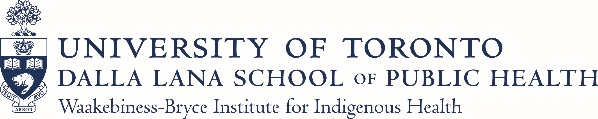 UNIVERSITY OF TORONTO
DALLA LANA SCHOOL OF PUBLIC HEALTH
Waakebiness-Bryce Institute for Indigenous Health